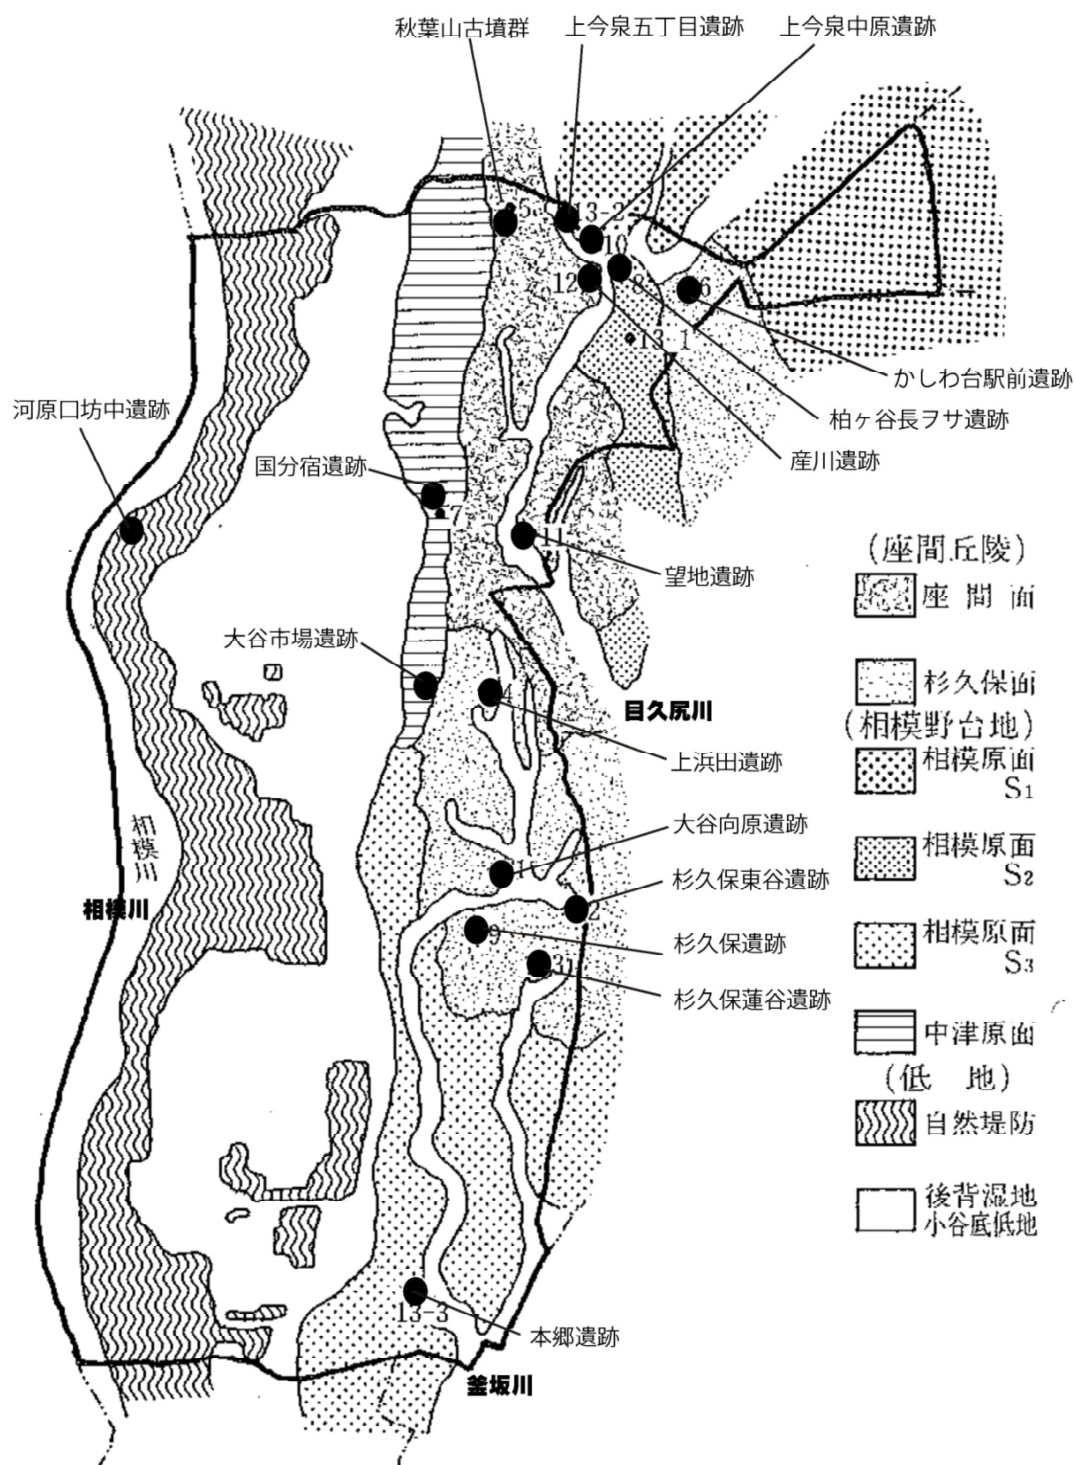 秋葉山古墳群
上今泉五丁目遺跡
上今泉中原遺跡
5
13-2
10
12
8
6
13-1
かしわ台駅前遺跡
柏ヶ谷長ヲサ遺跡
産川遺跡
河原口坊中遺跡
国分宿遺跡
7
11
望地遺跡
大谷市場遺跡
4
目久尻川
上浜田遺跡
大谷向原遺跡
1
杉久保東谷遺跡
2
杉久保遺跡
9
3
杉久保蓮谷遺跡
相模川
相模川
13-3
本郷遺跡
釜坂川
(座間丘陵)
座間面
杉久保面
(相模野台地)
相模原面
S1
相模原面
S2
相模原面
S3
中津原面
(低地)
自然堤防
後背湿地
小谷底低地